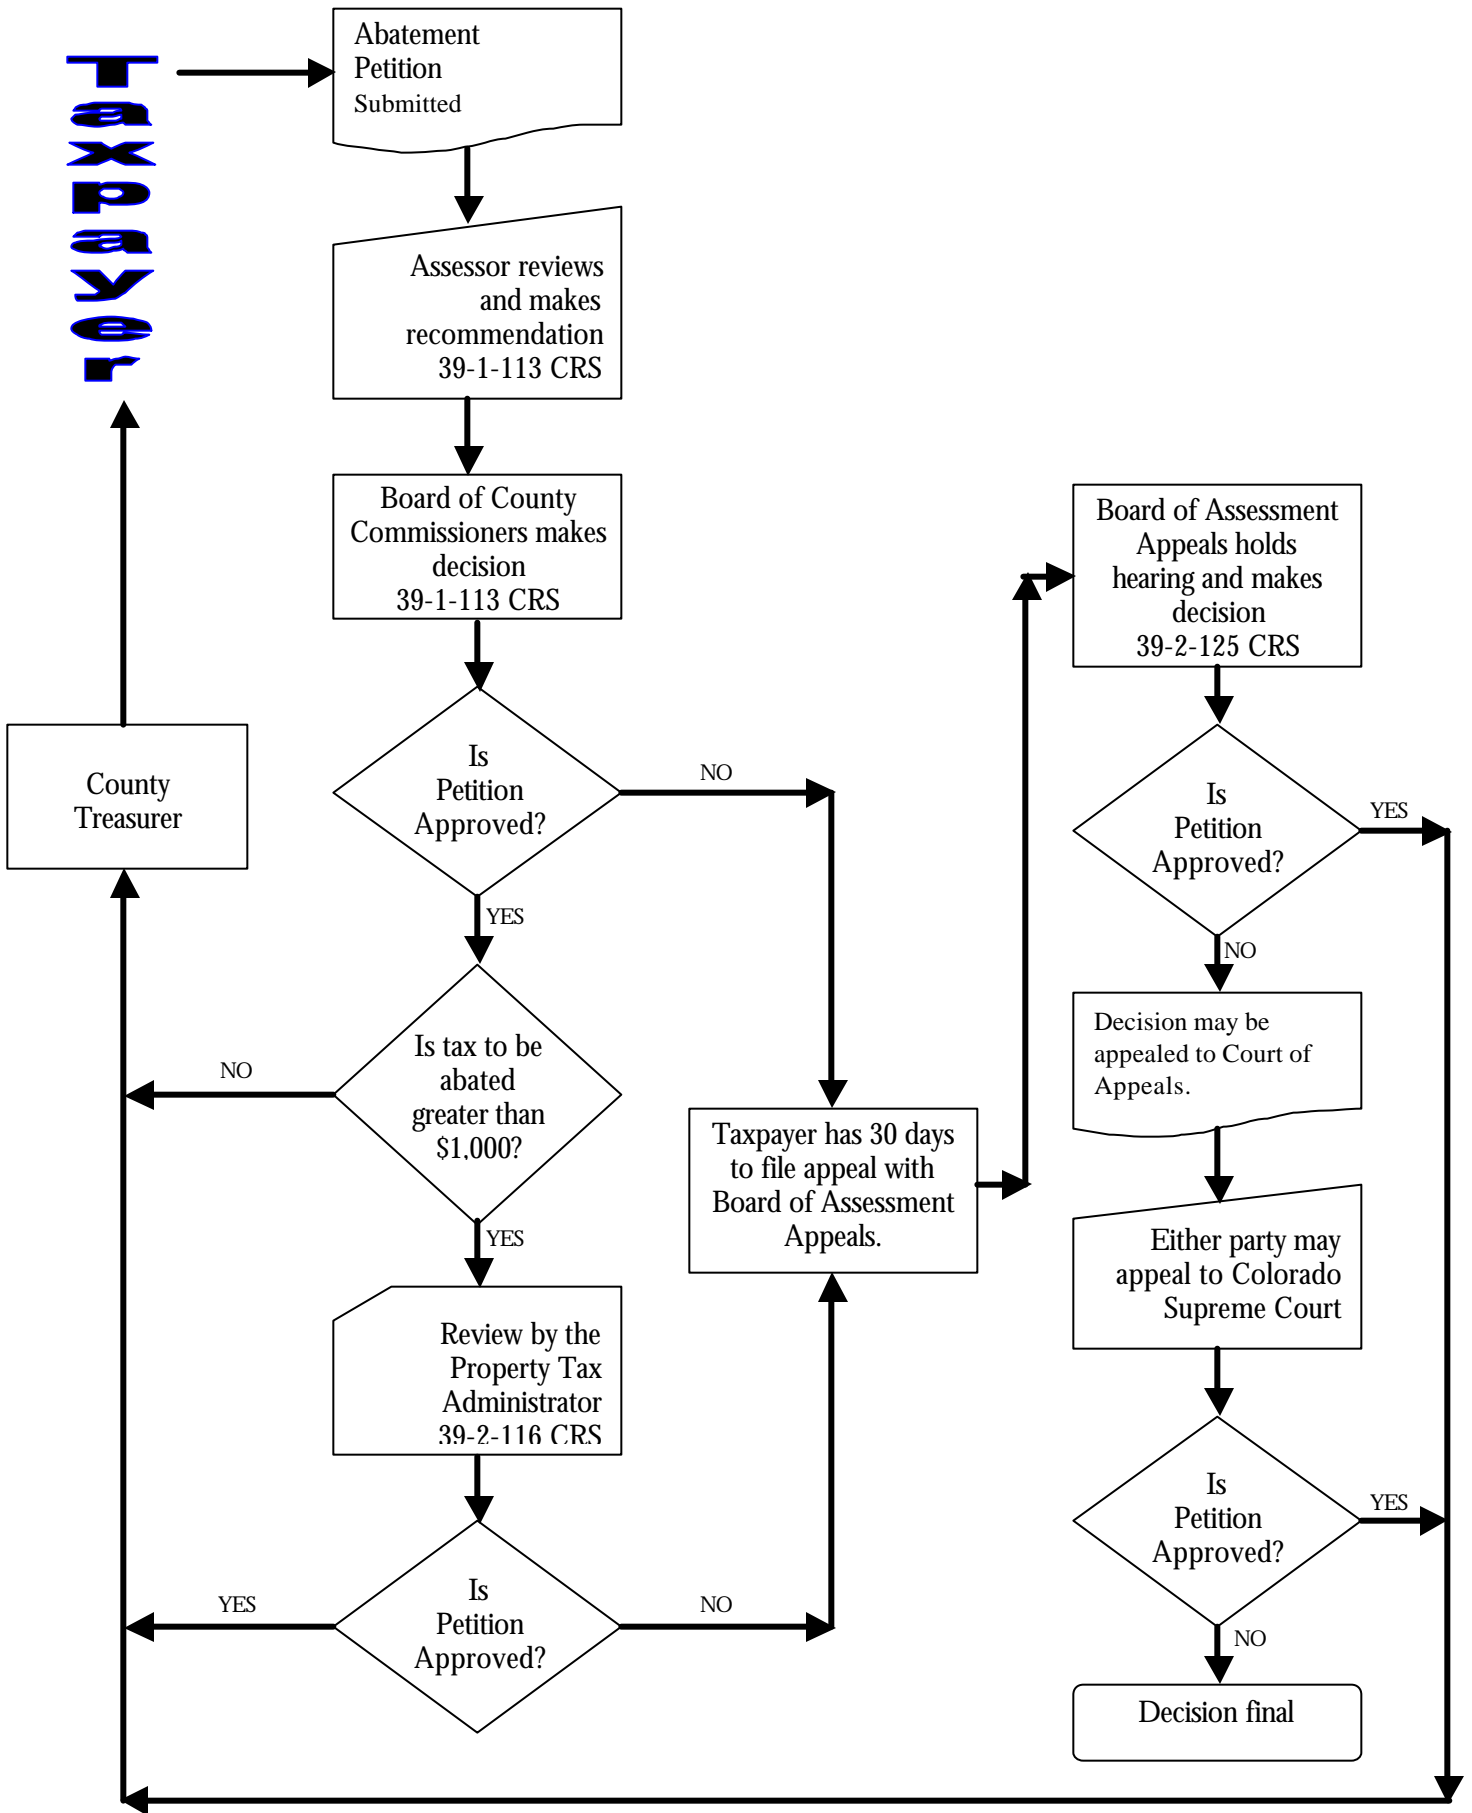 Taxpayer
Abatement
Petition
Submitted
Assessor reviews
and makes
recommendation
39-1-113 CRS
Board of County
Commissioners makes
decision
39-1-113 CRS
Is
Petition
Approved?
NO
YES
County
Treasurer
Is tax to be
abated
greater than
$1,000?
NO
YES
Review by the
Property Tax
Administrator
39-2-116 CRS
Is
Petition
Approved?
YES
NO
Taxpayer has 30 days
to file appeal with
Board of Assessment
Appeals.
Board of Assessment
Appeals holds
hearing and makes
decision
39-2-125 CRS
Is
Petition
Approved?
YES
NO
Decision may be
appealed to Court of
Appeals.
Either party may
appeal to Colorado
Supreme Court
Is
Petition
Approved?
YES
NO
Decision final